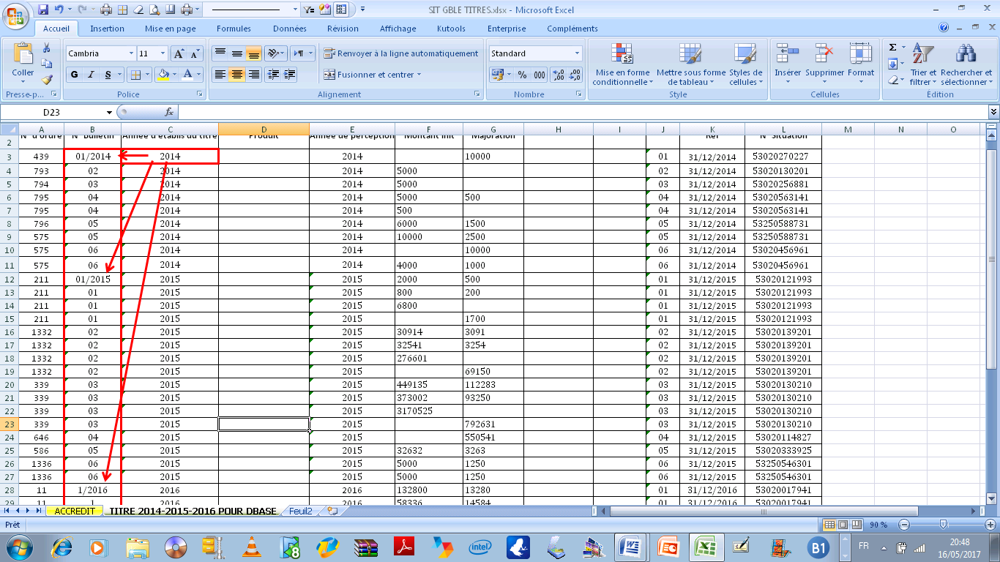 SIT GBLE TITRES.xlsx - Microsoft Excel
Accueil Insertion Mise en page Formules Données Révision Affichage Kutools Enterprise Compléments
Coller
Presse-p...
Cambria 11
G I S
Police
Renvoyer à la ligne automatiquement
Fusionner et centrer
Alignement
Standard
% 000
Nombre
Mise en forme conditionnelle
Mettre sous forme de tableau
Styles de cellules
Style
Insérer Supprimer Format
Cellules
Trier et filtrer
Rechercher et sélectionner
Édition
D23 fx
A B C D E F G H I J K L M N O
2 N° d'ordre N° Bulletin Année d'établis du titre Produit Année de perception Montant init Majoration Réf N° Situation
3 439 01/2014 2014 2014 10000 01 31/12/2014 53020270227
4 793 02 2014 2014 5000 02 31/12/2014 53020130201
5 794 03 2014 2014 5000 03 31/12/2014 53020256881
6 795 04 2014 2014 5000 500 04 31/12/2014 53020563141
7 795 04 2014 2014 500 04 31/12/2014 53020563141
8 796 05 2014 2014 6000 1500 05 31/12/2014 53250588731
9 575 05 2014 2014 10000 2500 05 31/12/2014 53250588731
10 575 06 2014 2014 10000 06 31/12/2014 53020456961
11 575 06 2014 2014 4000 1000 06 31/12/2014 53020456961
12 211 01/2015 2015 2015 2000 500 01 31/12/2015 53020121993
13 211 01 2015 2015 800 200 01 31/12/2015 53020121993
14 211 01 2015 2015 6800 01 31/12/2015 53020121993
15 211 01 2015 2015 1700 01 31/12/2015 53020121993
16 1332 02 2015 2015 30914 3091 02 31/12/2015 53020139201
17 1332 02 2015 2015 32541 3254 02 31/12/2015 53020139201
18 1332 02 2015 2015 276601 02 31/12/2015 53020139201
19 1332 02 2015 2015 69150 02 31/12/2015 53020139201
20 339 03 2015 2015 449135 112283 03 31/12/2015 53020130210
21 339 03 2015 2015 373002 93250 03 31/12/2015 53020130210
22 339 03 2015 2015 3170525 03 31/12/2015 53020130210
23 339 03 2015 2015 792631 03 31/12/2015 53020130210
24 646 04 2015 2015 550541 04 31/12/2015 53020114827
25 586 05 2015 2015 32632 3263 05 31/12/2015 53020333925
26 1336 06 2015 2015 5000 1250 06 31/12/2015 53250546301
27 1336 06 2015 2015 5000 1250 06 31/12/2015 53250546301
28 11 1/2016 2016 2016 132800 13280 01 31/12/2016 53020017941
29 11 1 2016 2016 58336 14584 01 31/12/2016 53020017941
ACCREDIT TITRE 2014-2015-2016 POUR DBASE Feuil2
Prêt 90 %
intel B1 FR 20:48
16/05/2017